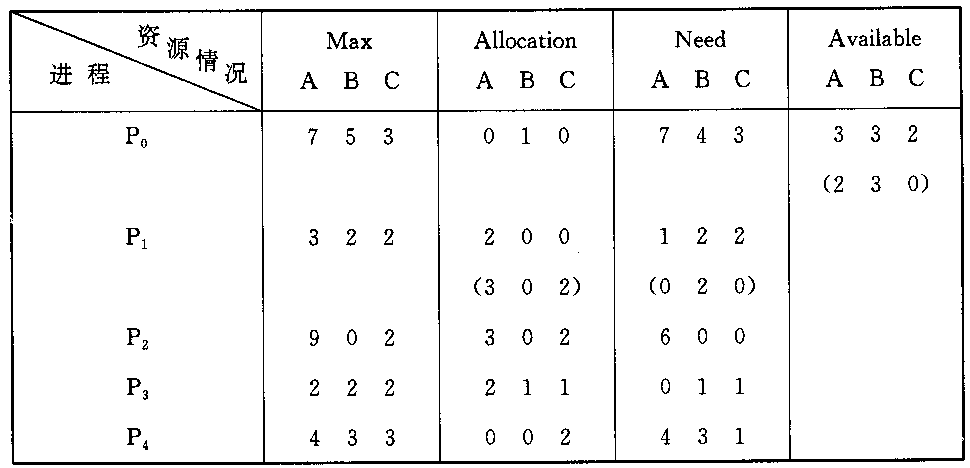 资源情况 Max Allocation Need Available
进程 A B C A B C A B C A B C
P₀ 7 5 3 0 1 0 7 4 3 3 3 2
(2 3 0)
P₁ 3 2 2 2 0 0 1 2 2
(3 0 2) (0 2 0)
P₂ 9 0 2 3 0 2 6 0 0
P₃ 2 2 2 2 1 1 0 1 1
P₄ 4 3 3 0 0 2 4 3 1